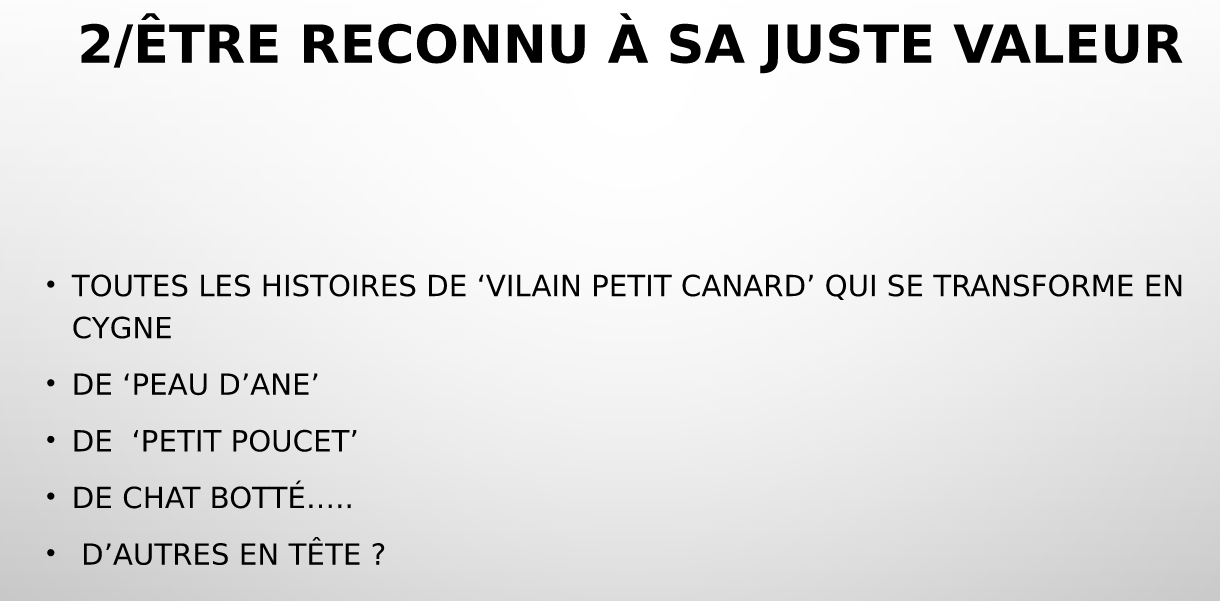 2/ÊTRE RECONNU À SA JUSTE VALEUR
• TOUTES LES HISTOIRES DE ‘VILAIN PETIT CANARD’ QUI SE TRANSFORME EN
CYGNE
• DE ‘PEAU D’ANE’
• DE  ‘PETIT POUCET’
• DE CHAT BOTTÉ…..
•  D’AUTRES EN TÊTE ?